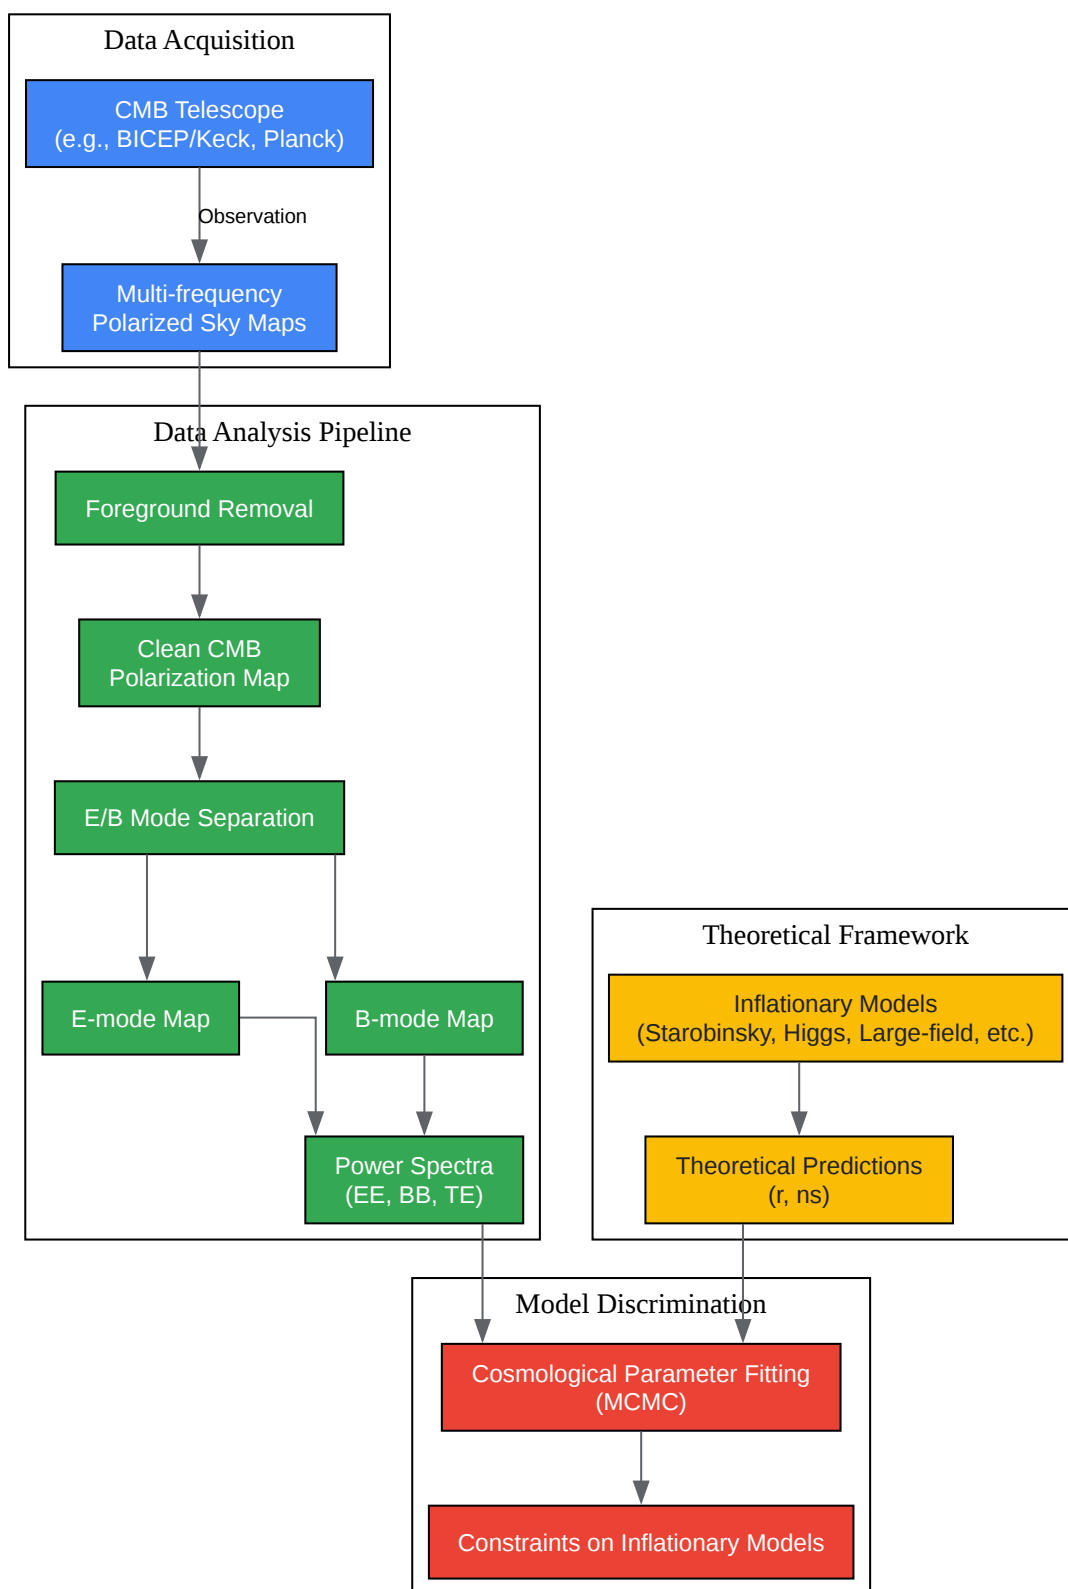 Data Acquisition
CMB Telescope
(e.g., BICEP/Keck, Planck)
Observation
Multi-frequency
Polarized Sky Maps
Data Analysis Pipeline
Foreground Removal
Clean CMB
Polarization Map
E/B Mode Separation
E-mode Map
B-mode Map
Power Spectra
(EE, BB, TE)
Theoretical Framework
Inflationary Models
(Starobinsky, Higgs, Large-field, etc.)
Theoretical Predictions
(r, ns)
Model Discrimination
Cosmological Parameter Fitting
(MCMC)
Constraints on Inflationary Models